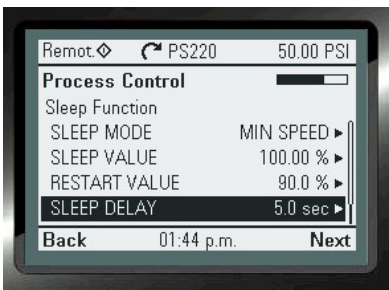 Remot. PS220 50.00 PSI
Process Control
Sleep Function
SLEEP MODE MIN SPEED
SLEEP VALUE 100.00 %
RESTART VALUE 90.0 %
SLEEP DELAY 5.0 sec
Back 01:44 p.m. Next